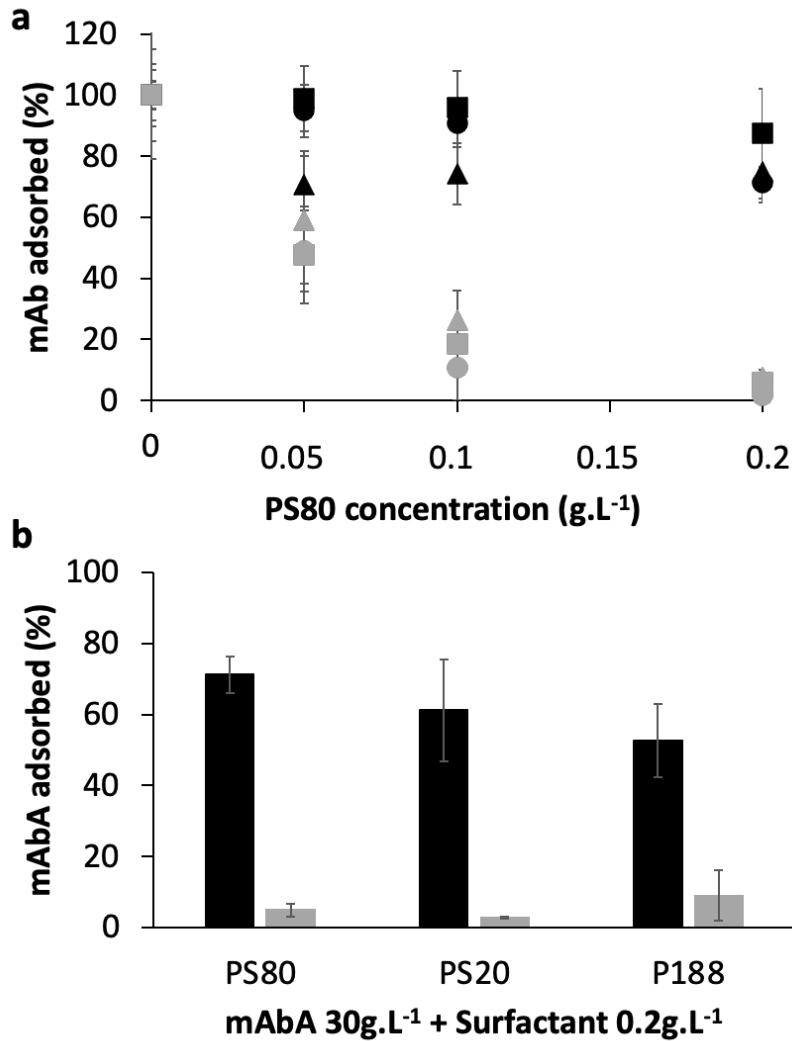 a
mAb adsorbed (%)
120
100
80
60
40
20
0
0 0.05 0.1 0.15 0.2
PS80 concentration (g.L⁻¹)
b
mAbA adsorbed (%)
100
80
60
40
20
0
PS80 PS20 P188
mAbA 30g.L⁻¹ + Surfactant 0.2g.L⁻¹